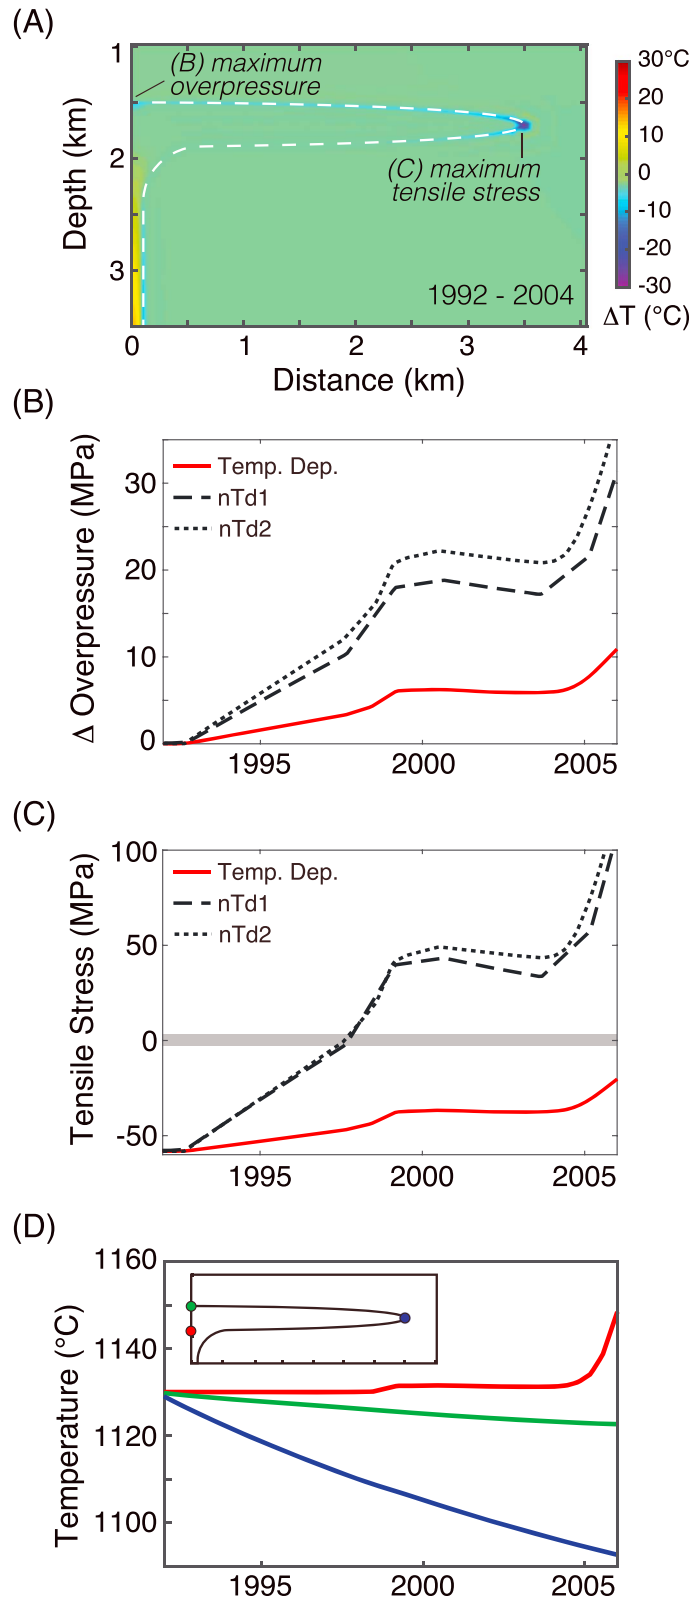 (A)
1
2
3
Depth (km)
(B) maximum
overpressure
(C) maximum
tensile stress
1992 - 2004
0
1
2
3
4
Distance (km)
30°C
20
10
0
-10
-20
-30
ΔT (°C)
(B)
Δ Overpressure (MPa)
30
20
10
0
Temp. Dep.
nTd1
nTd2
1995
2000
2005
(C)
Tensile Stress (MPa)
100
50
0
-50
Temp. Dep.
nTd1
nTd2
1995
2000
2005
(D)
Temperature (°C)
1160
1140
1120
1100
1995
2000
2005